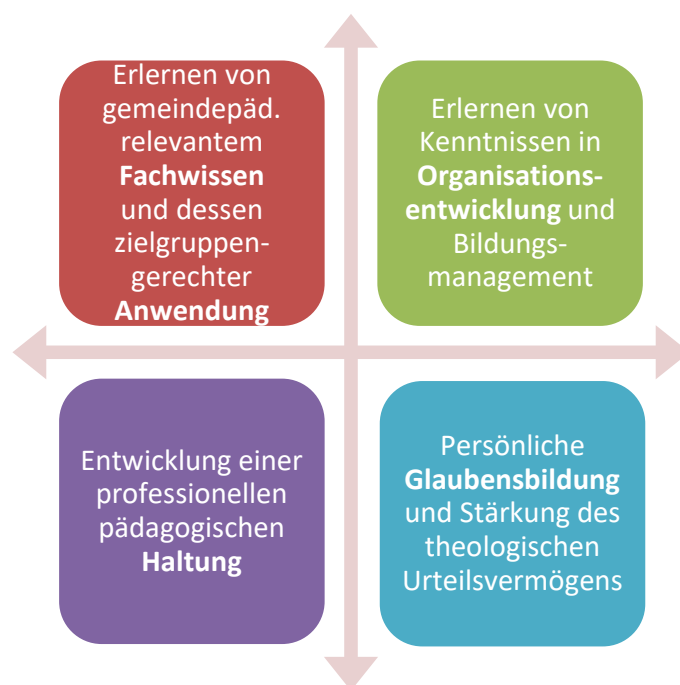 Erlernen von
gemeindepäd.
relevantem
Fachwissen
und dessen
zielgruppen-
gerechter
Anwendung
Erlernen von
Kenntnissen in
Organisations-
entwicklung und
Bildungs-
management
Entwicklung einer
professionellen
pädagogischen
Haltung
Persönliche
Glaubensbildung
und Stärkung des
theologischen
Urteilsvermögens